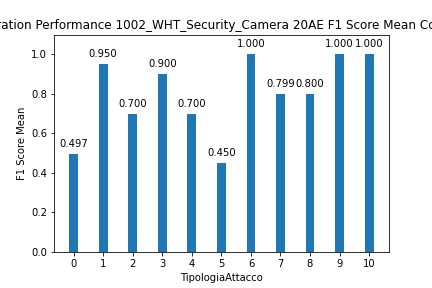 ration Performance 1002_WHT_Security_Camera 20AE F1 Score Mean Co
1.000 1.000 1.000
0.950
0.900
0.799 0.800
0.700 0.700
0.497
0.450
1.0
0.8
0.6
0.4
0.2
0.0
F1 Score Mean
0 1 2 3 4 5 6 7 8 9 10
TipologiaAttacco